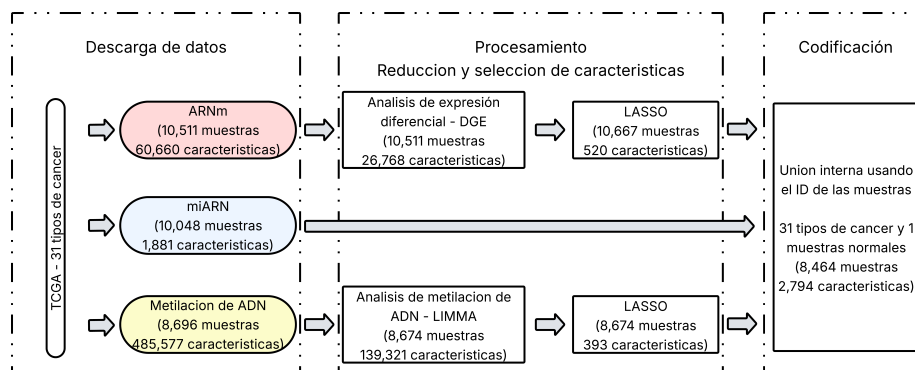 Descarga de datos
Procesamiento
Reduccion y seleccion de caracteristicas
Codificación
TCGA - 31 tipos de cancer
ARNm
(10,511 muestras
60,660 caracteristicas)
Analisis de expresión
diferencial - DGE
(10,511 muestras
26,768 caracteristicas)
LASSO
(10,667 muestras
520 caracteristicas)
miARN
(10,048 muestras
1,881 caracteristicas)
Metilacion de ADN
(8,696 muestras
485,577 caracteristicas)
Analisis de metilacion de
ADN - LIMMA
(8,674 muestras
139,321 caracteristicas)
LASSO
(8,674 muestras
393 caracteristicas)
Union interna usando
el ID de las muestras
31 tipos de cancer y 1
muestras normales
(8,464 muestras
2,794 caracteristicas)